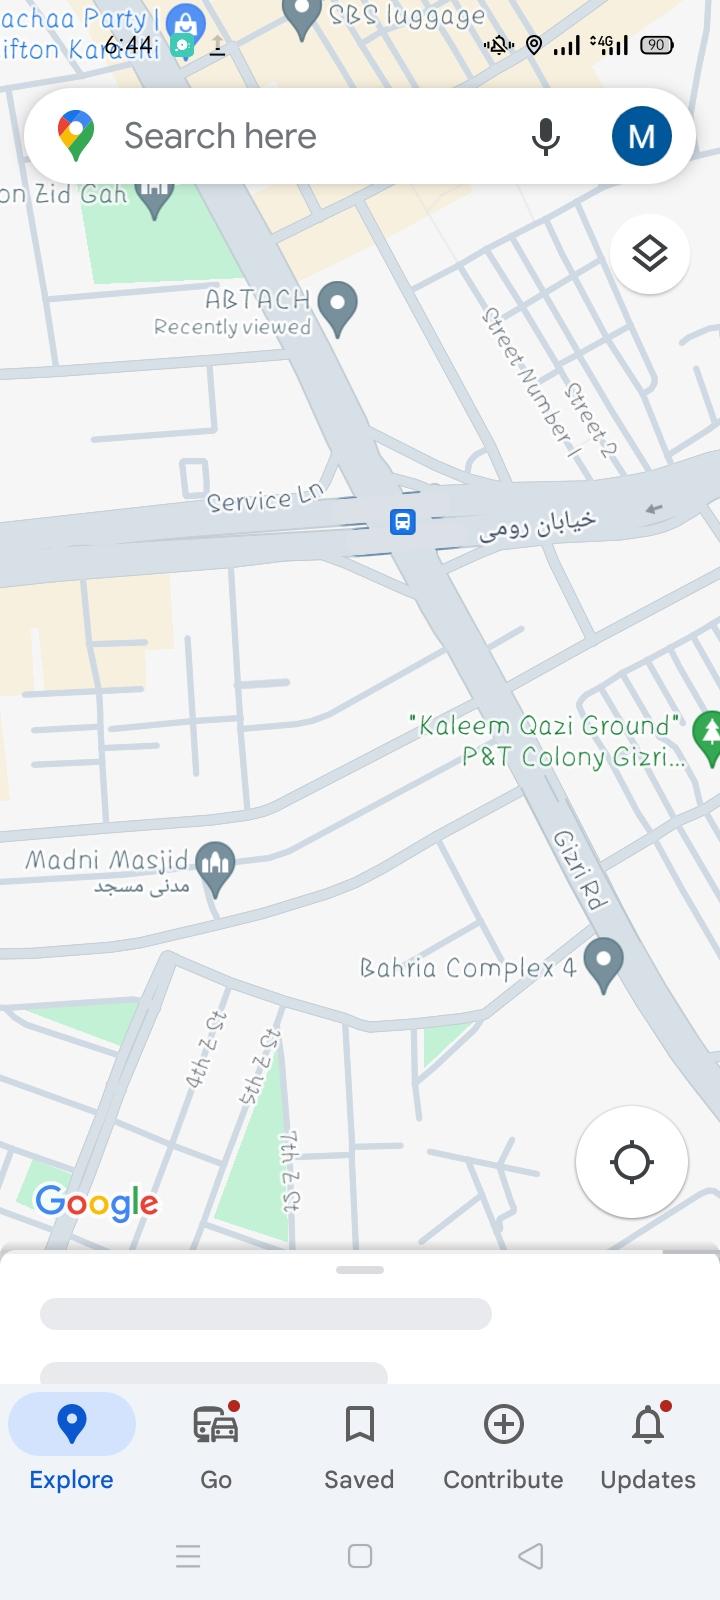 achaa Party |
ifton Karachi
SBS luggage
6:44
4G
90
Search here
M
on Zid Gah
ABTACH
Recently viewed
Street Number 1
Street 2
Service Ln
خیابان رومی
"Kaleem Qazi Ground"
P&T Colony Gizri...
Madni Masjid
مدنی مسجد
Gizri Rd
Bahria Complex 4
4th Z St
5th Z St
7th Z St
Google
Explore
Go
Saved
Contribute
Updates